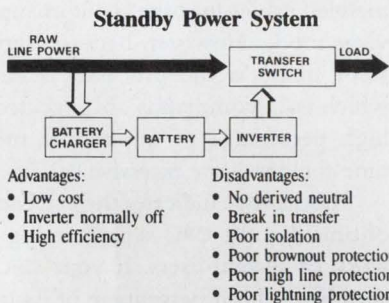 Standby Power System
RAW
LINE POWER
TRANSFER
SWITCH
LOAD
BATTERY
CHARGER
BATTERY
INVERTER
Advantages:
• Low cost
• Inverter normally off
• High efficiency
Disadvantages:
• No derived neutral
• Break in transfer
• Poor isolation
• Poor brownout protection
• Poor high line protection
• Poor lightning protection